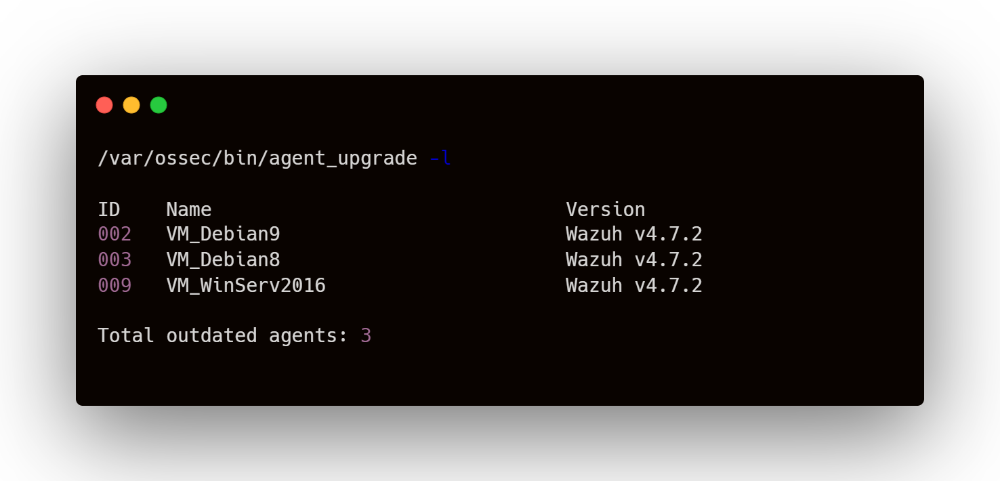 /var/ossec/bin/agent_upgrade -l
ID Name Version
002 VM_Debian9 Wazuh v4.7.2
003 VM_Debian8 Wazuh v4.7.2
009 VM_WinServ2016 Wazuh v4.7.2
Total outdated agents: 3